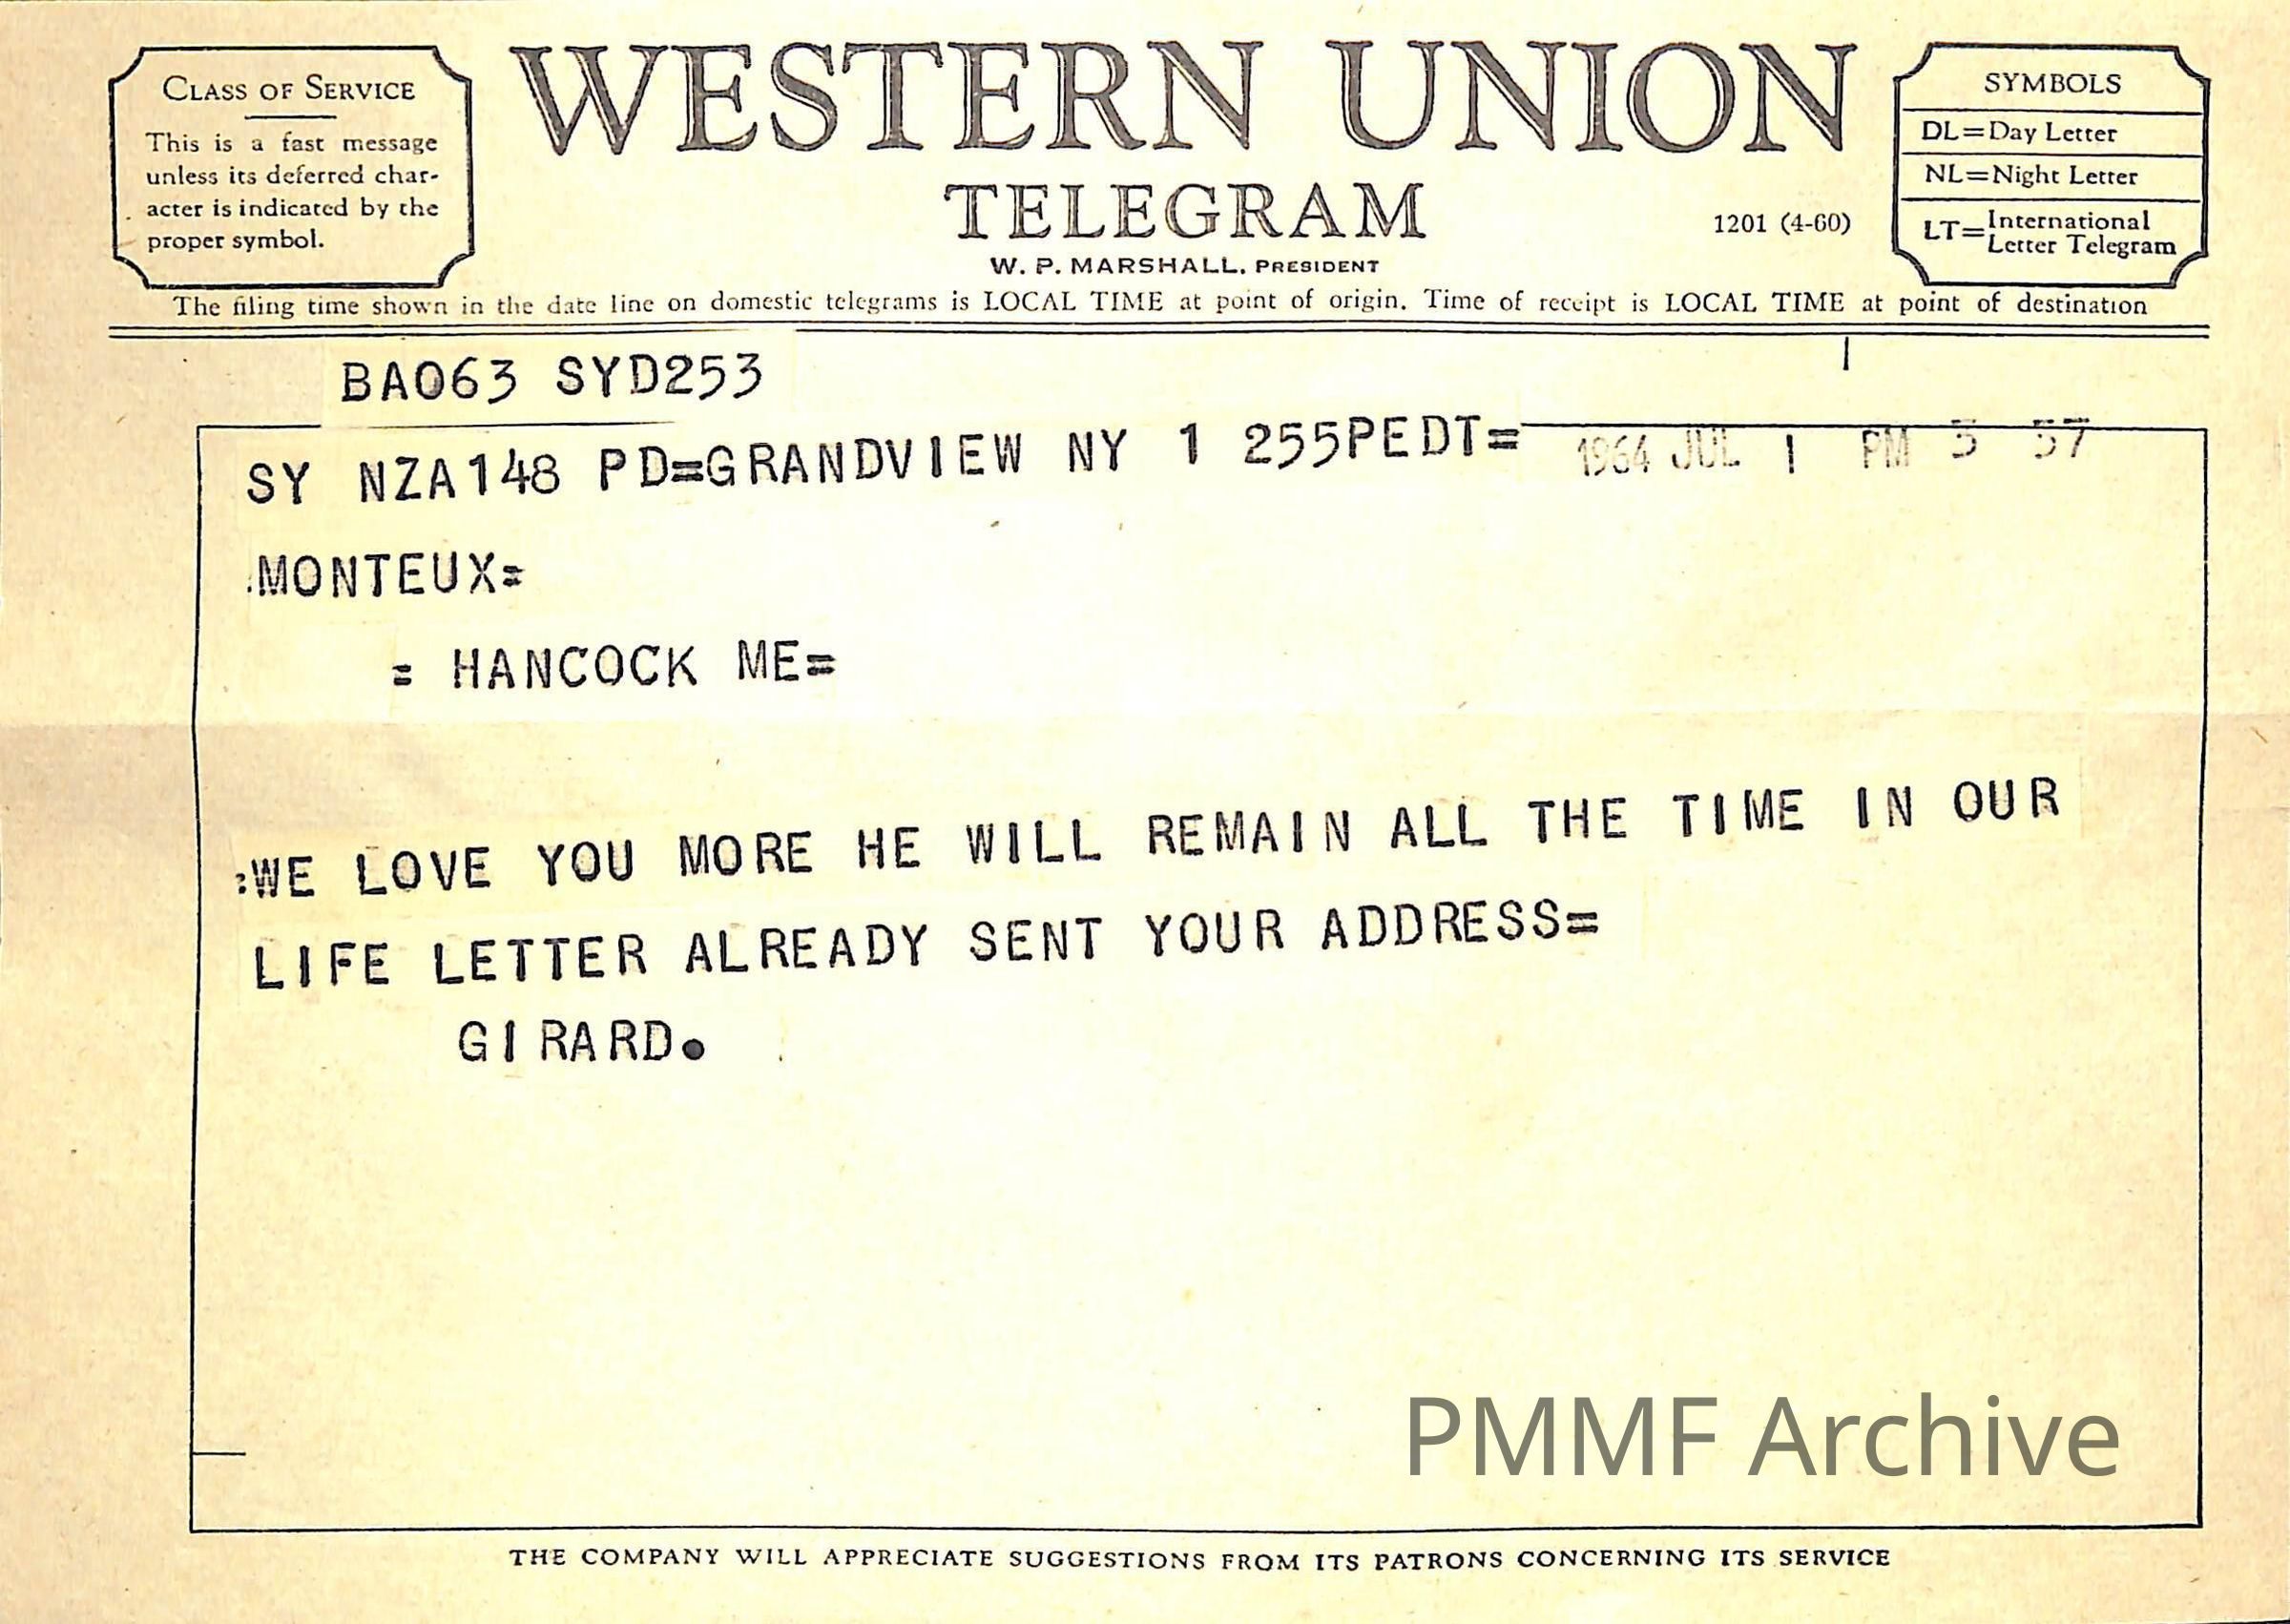 CLASS OF SERVICE
This is a fast message
unless its deferred char-
acter is indicated by the
proper symbol.
WESTERN UNION
TELEGRAM
1201 (4-60)
W. P. MARSHALL, PRESIDENT
SYMBOLS
DL=Day Letter
NL=Night Letter
LT=International Letter Telegram
The filing time shown in the date line on domestic telegrams is LOCAL TIME at point of origin. Time of receipt is LOCAL TIME at point of destination
BA063 SYD253
SY NZA148 PD=GRANDVIEW NY 1 255PEDT=
1964 JUL 1 PM 5 57
MONTEUX=
= HANCOCK ME=
:WE LOVE YOU MORE HE WILL REMAIN ALL THE TIME IN OUR
LIFE LETTER ALREADY SENT YOUR ADDRESS=
GIRARD.
PMMF Archive
THE COMPANY WILL APPRECIATE SUGGESTIONS FROM ITS PATRONS CONCERNING ITS SERVICE